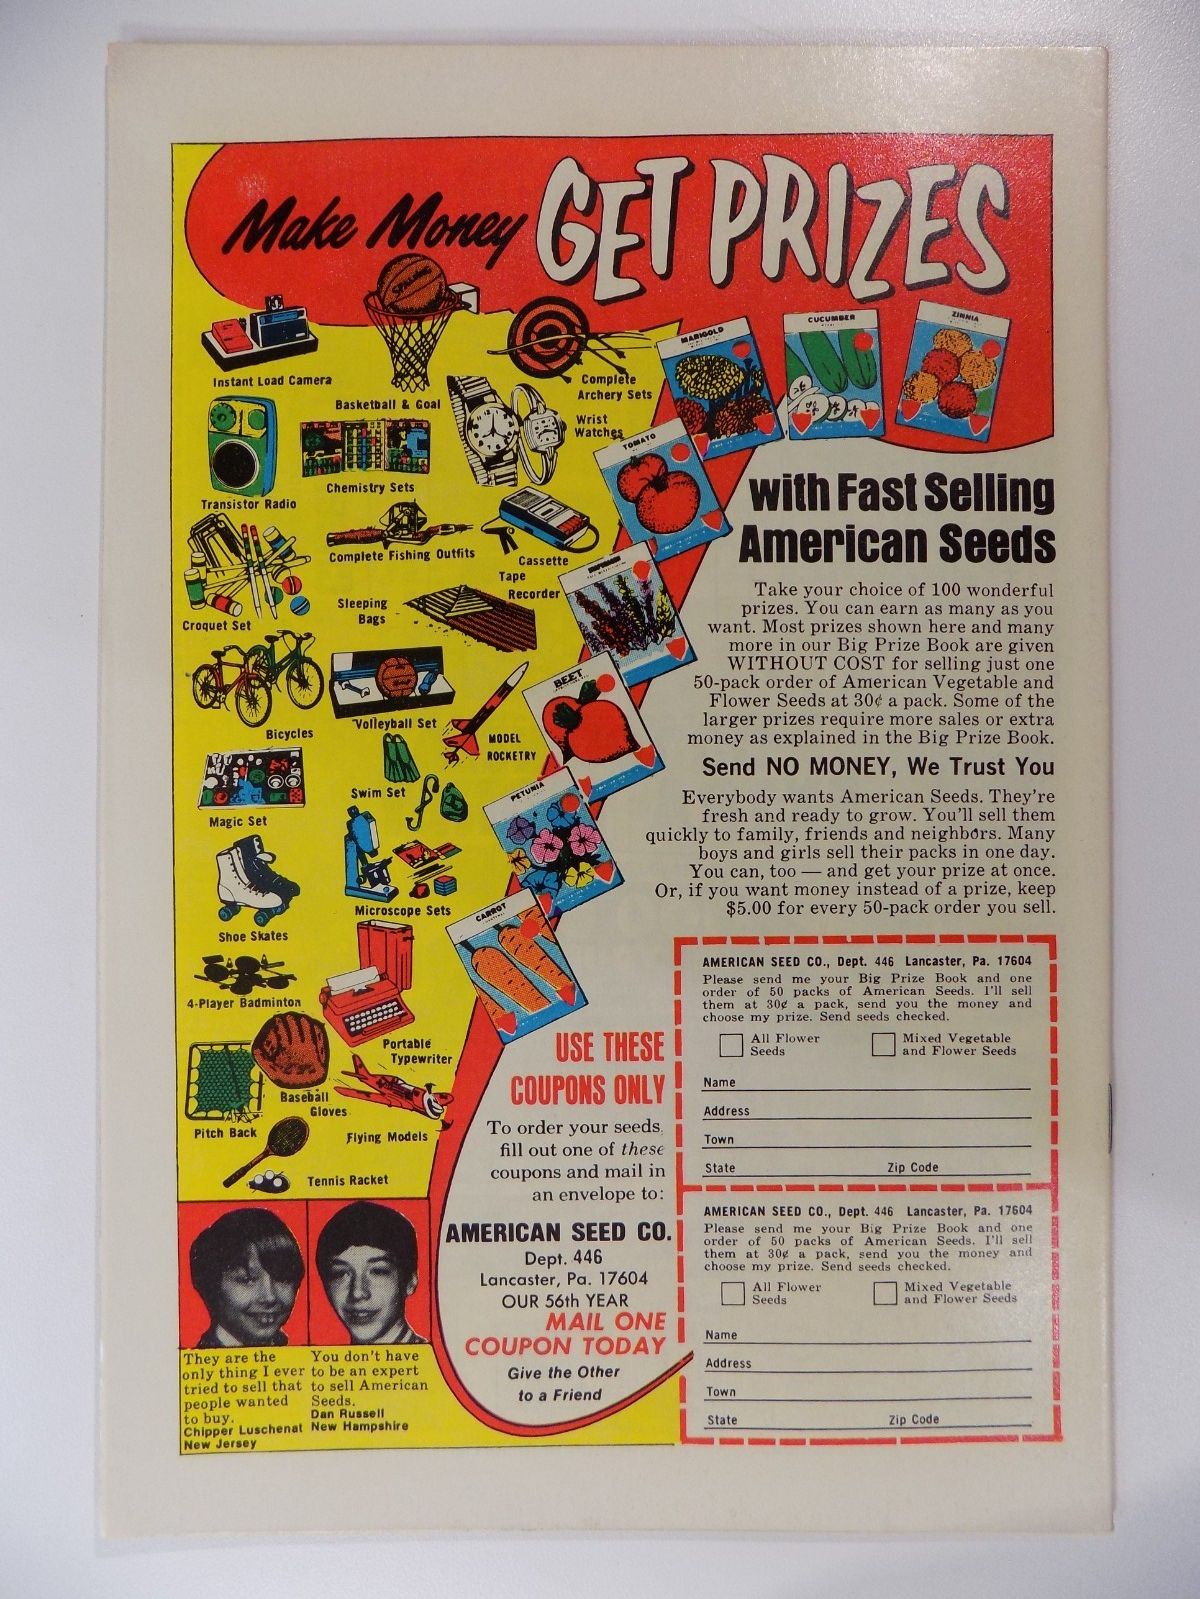 Make Money GET PRIZES
Instant Load Camera
Basketball & Goal
Complete
Archery Sets
Wrist
Watches
Transistor Radio
Chemistry Sets
Complete Fishing Outfits
Cassette
Tape
Recorder
Croquet Set
Sleeping
Bags
Bicycles
Volleyball Set
MODEL
ROCKETRY
Magic Set
Swim Set
Shoe Skates
Microscope Sets
4-Player Badminton
Portable
Typewriter
Pitch Back
Baseball
Gloves
Flying Models
Tennis Racket
MARIGOLD
CUCUMBER
ZINNIA
TOMATO
BEET
PETUNIA
CARROT
with Fast Selling
American Seeds
Take your choice of 100 wonderful
prizes. You can earn as many as you
want. Most prizes shown here and many
more in our Big Prize Book are given
WITHOUT COST for selling just one
50-pack order of American Vegetable and
Flower Seeds at 30¢ a pack. Some of the
larger prizes require more sales or extra
money as explained in the Big Prize Book.
Send NO MONEY, We Trust You
Everybody wants American Seeds. They're
fresh and ready to grow. You'll sell them
quickly to family, friends and neighbors. Many
boys and girls sell their packs in one day.
You can, too — and get your prize at once.
Or, if you want money instead of a prize, keep
$5.00 for every 50-pack order you sell.
USE THESE
COUPONS ONLY
To order your seeds,
fill out one of these
coupons and mail in
an envelope to:
AMERICAN SEED CO.
Dept. 446
Lancaster, Pa. 17604
OUR 56th YEAR
MAIL ONE
COUPON TODAY
Give the Other
to a Friend
AMERICAN SEED CO., Dept. 446 Lancaster, Pa. 17604
Please send me your Big Prize Book and one
order of 50 packs of American Seeds. I'll sell
them at 30¢ a pack, send you the money and
choose my prize. Send seeds checked.
All Flower
Seeds
Mixed Vegetable
and Flower Seeds
Name
Address
Town
State Zip Code
AMERICAN SEED CO., Dept. 446 Lancaster, Pa. 17604
Please send me your Big Prize Book and one
order of 50 packs of American Seeds. I'll sell
them at 30¢ a pack, send you the money and
choose my prize. Send seeds checked.
All Flower
Seeds
Mixed Vegetable
and Flower Seeds
Name
Address
Town
State Zip Code
They are the
only thing I ever
tried to sell that
people wanted
to buy.
Chipper Luschenat
New Jersey
You don't have
to be an expert
to sell American
Seeds.
Dan Russell
New Hampshire